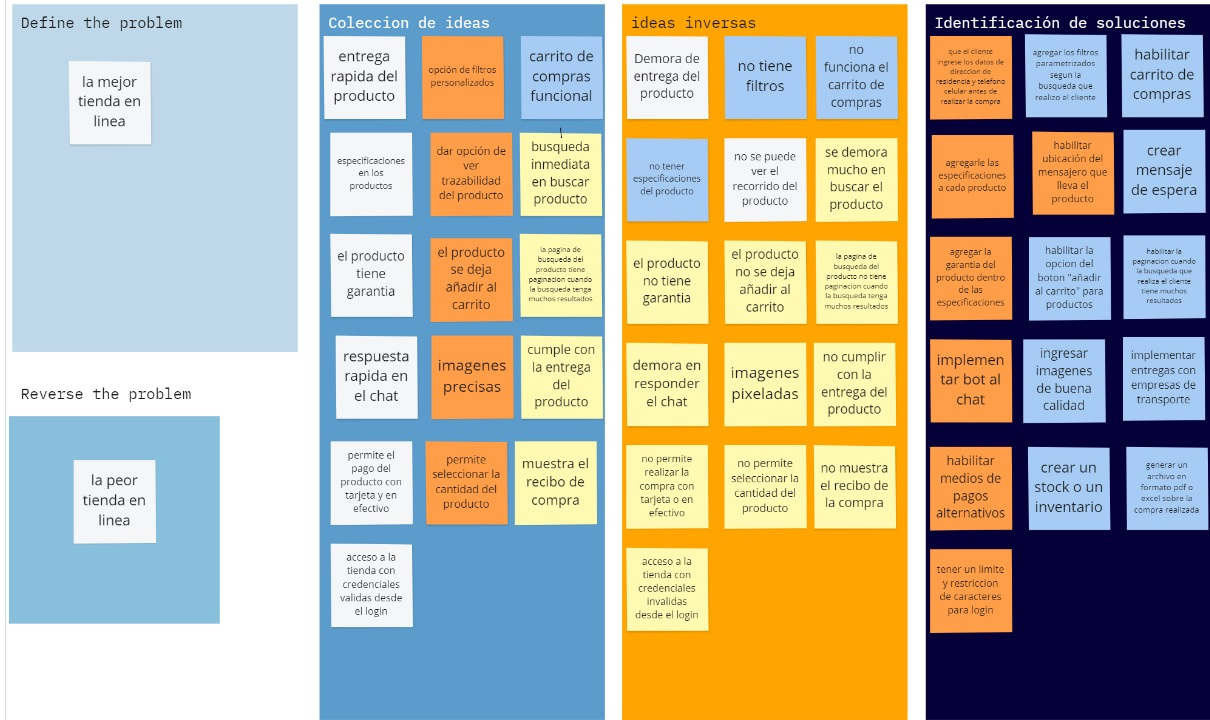 Define the problem
la mejor
tienda en
linea
Reverse the problem
la peor
tienda en
linea
Coleccion de ideas
entrega
rapida del
producto
opción de filtros
personalizados
carrito de
compras
funcional
especificaciones
en los
productos
dar opción de
ver
trazabilidad
del producto
busqueda
inmediata
en buscar
producto
el producto
tiene
garantia
el producto
se deja
añadir al
carrito
la pagina de
busqueda del
producto tiene
paginacion cuando
la busqueda tenga
muchos resultados
respuesta
rapida en
el chat
imagenes
precisas
cumple con
la entrega
del
producto
permite el
pago del
producto con
tarjeta y en
efectivo
permite
seleccionar la
cantidad del
producto
muestra el
recibo de
compra
acceso a la
tienda con
credenciales
validas desde
el login
ideas inversas
Demora de
entrega del
producto
no tiene
filtros
no
funciona el
carrito de
compras
no tener
especificaciones
del producto
no se puede
ver el
recorrido del
producto
se demora
mucho en
buscar el
producto
el producto
no tiene
garantia
el producto
no se deja
añadir al
carrito
la pagina de
busqueda del
producto no tiene
paginacion cuando
la busqueda tenga
muchos resultados
demora en
responder
el chat
imagenes
pixeladas
no cumplir
con la
entrega del
producto
no permite
realizar la
compra con
tarjeta o en
efectivo
no permite
seleccionar la
cantidad del
producto
no muestra
el recibo de
la compra
acceso a la
tienda con
credenciales
invalidas
desde el login
Identificación de soluciones
que el cliente
ingrese los datos de
direccion de
residencia y telefono
celular antes de
realizar la compra
agregar los filtros
parametrizados
segun la
busqueda que
realizo el cliente
habilitar
carrito de
compras
agregarle las
especificaciones
a cada producto
habilitar
ubicación del
mensajero que
lleva el
producto
crear
mensaje
de espera
agregar la
garantia del
producto dentro
de las
especificaciones
habilitar la
opcion del
boton "añadir
al carrito" para
productos
habilitar la
paginacion cuando
la busqueda que
realiza el cliente
tiene muchos
resultados
implemen
tar bot al
chat
ingresar
imagenes
de buena
calidad
implementar
entregas con
empresas de
transporte
habilitar
medios de
pagos
alternativos
crear un
stock o un
inventario
generar un
archivo en
formato pdf o
excel sobre la
compra realizada
tener un limite
y restriccion
de caracteres
para login